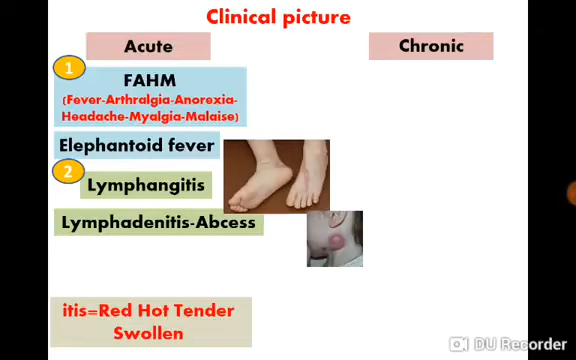 Clinical picture
Acute
Chronic
1
FAHM
(Fever-Arthralgia-Anorexia-
Headache-Myalgia-Malaise)
Elephantoid fever
2
Lymphangitis
Lymphadenitis-Abcess
itis=Red Hot Tender
Swollen
DU Recorder